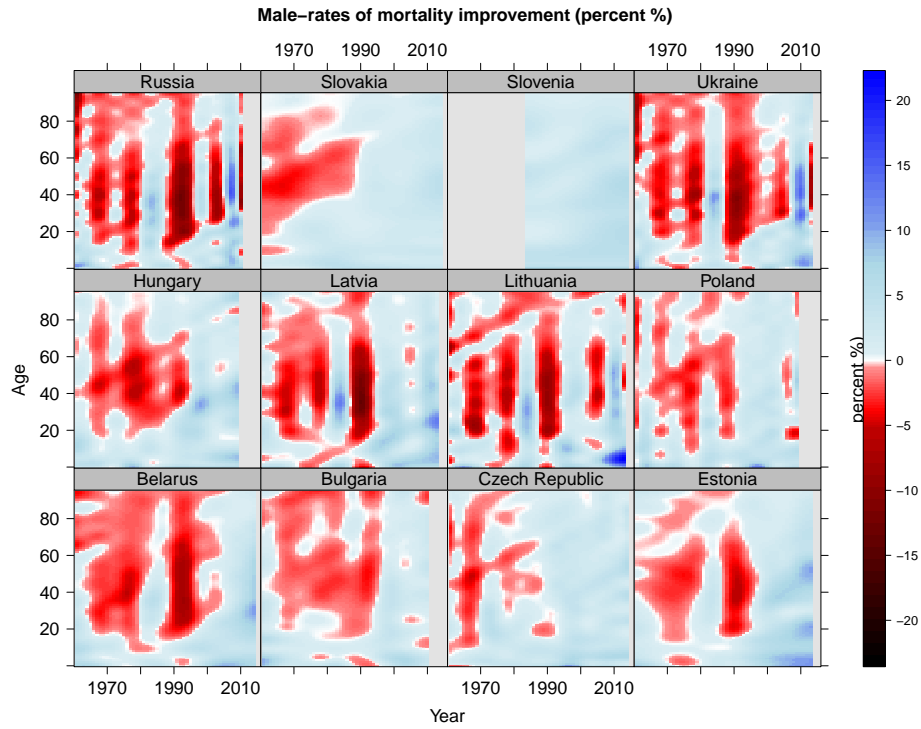 Male−rates of mortality improvement (percent %)
1970 1990 2010 1970 1990 2010
Russia Slovakia Slovenia Ukraine
80
60
40
20
Hungary Latvia Lithuania Poland
80
60
40
20
Belarus Bulgaria Czech Republic Estonia
80
60
40
20
1970 1990 2010 1970 1990 2010
Age
Year
20
15
10
5
0
−5
−10
−15
−20
percent %)